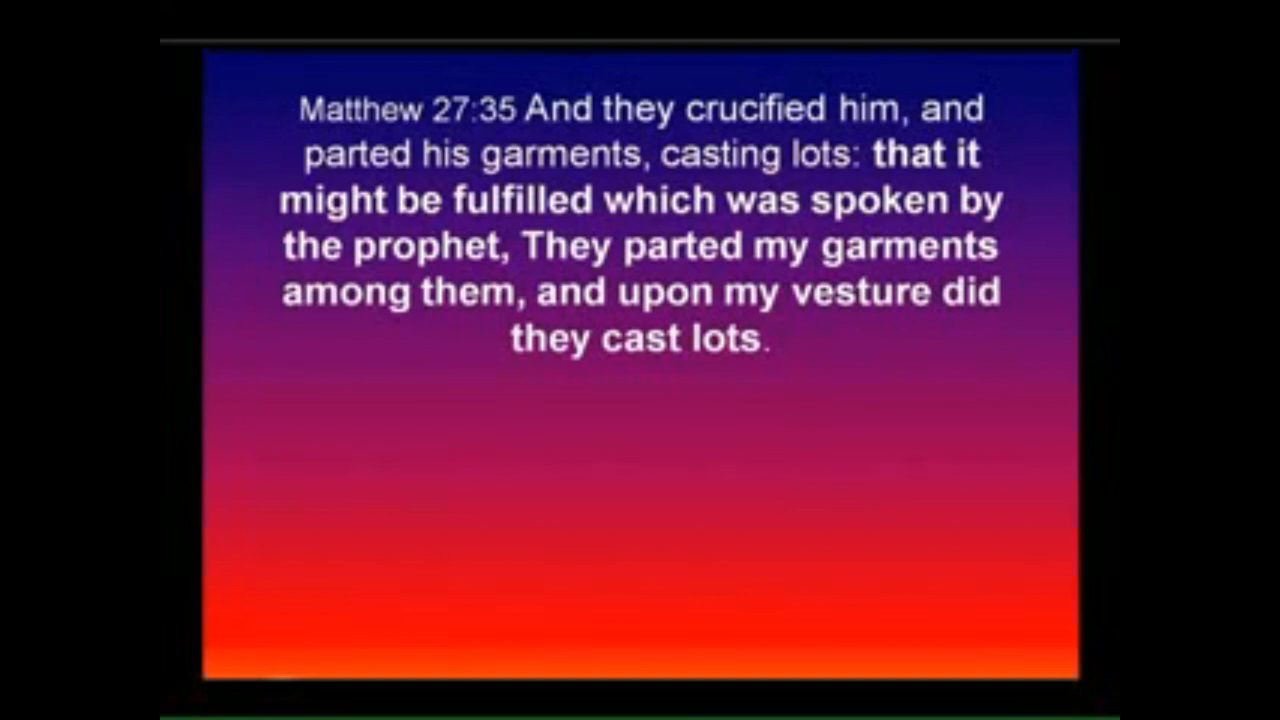 Matthew 27:35 And they crucified him, and
parted his garments, casting lots: that it
might be fulfilled which was spoken by
the prophet, They parted my garments
among them, and upon my vesture did
they cast lots.